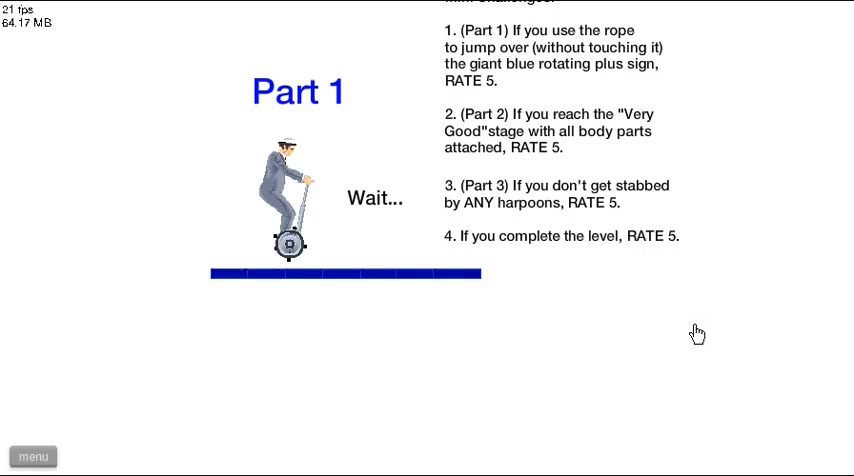 21 fps
64.17 MB
1. (Part 1) If you use the rope
to jump over (without touching it)
the giant blue rotating plus sign,
RATE 5.
Part 1
2. (Part 2) If you reach the "Very
Good"stage with all body parts
attached, RATE 5.
Wait...
3. (Part 3) If you don't get stabbed
by ANY harpoons, RATE 5.
4. If you complete the level, RATE 5.
menu